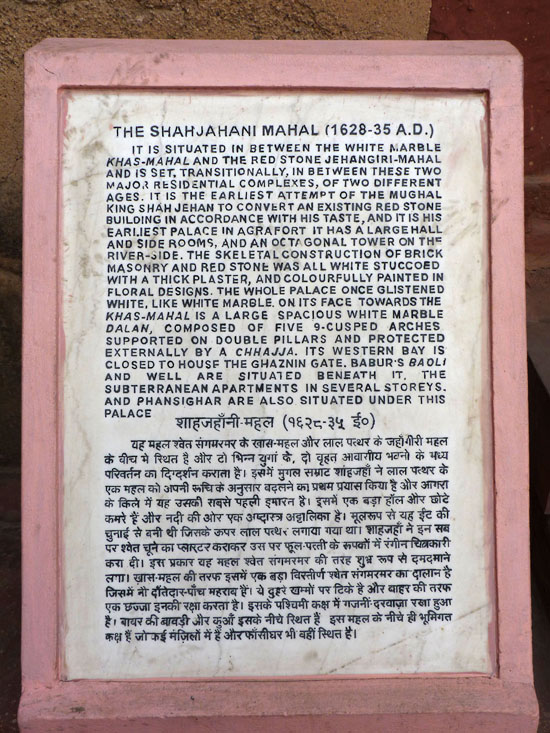 THE SHAHJAHANI MAHAL (1628-35 A.D.)
IT IS SITUATED IN BETWEEN THE WHITE MARBLE
KHAS-MAHAL AND THE RED STONE JEHANGIRI-MAHAL
AND IS SET, TRANSITIONALLY, IN BETWEEN THESE TWO
MAJOR RESIDENTIAL COMPLEXES, OF TWO DIFFERENT
AGES. IT IS THE EARLIEST ATTEMPT OF THE MUGHAL
KING SHAH JEHAN TO CONVERT AN EXISTING RED STONE
BUILDING IN ACCORDANCE WITH HIS TASTE, AND IT IS HIS
EARLIEST PALACE IN AGRAFORT IT HAS A LARGE HALL
AND SIDE ROOMS, AND AN OCTAGONAL TOWER ON THE
RIVER-SIDE. THE SKELETAL CONSTRUCTION OF BRICK
MASONRY AND RED STONE WAS ALL WHITE STUCCOED
WITH A THICK PLASTER, AND COLOURFULLY PAINTED IN
FLORAL DESIGNS. THE WHOLE PALACE ONCE GLISTENED
WHITE, LIKE WHITE MARBLE. ON ITS FACE TOWARDS THE
KHAS-MAHAL IS A LARGE SPACIOUS WHITE MARBLE
DALAN, COMPOSED OF FIVE 9-CUSPED ARCHES
SUPPORTED ON DOUBLE PILLARS AND PROTECTED
EXTERNALLY BY A CHHAJJA. ITS WESTERN BAY IS
CLOSED TO HOUSF THE GHAZNIN GATE. BABUR'S BAOLI
AND WELL ARE SITUATED BENEATH IT. THE
SUBTERRANEAN APARTMENTS IN SEVERAL STOREYS.
AND PHANSIGHAR ARE ALSO SITUATED UNDER THIS
PALACE
शाहजहाँनी-महल (१६२८-३५ ई०)
यह महल श्वेत संगमरमर के खास-महल और लाल पत्थर के जहाँगीरी महल
के बीच मे स्थित है और दो भिन्न युगों के, दो वृहत आवासीय भवनों के मध्य
परिवर्तन का दिग्दर्शन कराता है। इसमें मुगल सम्राट शाहजहाँ ने लाल पत्थर के
एक महल को अपनी रूचि के अनुसार बदलने का प्रथम प्रयास किया है और आगरा
के किले में यह उसकी सबसे पहली इमारत है। इसमें एक बड़ा हॉल और छोटे
कमरे हैं और नदी की ओर एक अष्टास्त्र अट्टालिका है। मूलरूप से यह ईंट की
चुनाई से बनी थी जिसके ऊपर लाल पत्थर लगाया गया था। शाहजहाँ ने इन सब
पर श्वेत चूने का प्लास्टर कराकर उस पर फूल-पत्ती के रूपकों में रंगीन चित्रकारी
करा दी। इस प्रकार यह महल श्वेत संगमरमर की तरह शुभ्र रूप से दमदमाने
लगा। खास-महल की तरफ इसमें एक बड़ा विस्तीर्ण श्वेत संगमरमर का दालान है
जिसमें नौ दाँतेदार-पाँच महराब हैं। ये दुहरे खम्भों पर टिके है और बाहर की तरफ
एक छज्जा इनकी रक्षा करता है। इसके पश्चिमी कक्ष में गजनी दरवाज़ा रखा हुआ
है। बाबर की बावड़ी और कुआँ इसके नीचे स्थित हैं इस महल के नीचे ही भूमिगत
कक्ष हैं जो कई मंज़िलों में हैं और फाँसीघर भी वहीं स्थित है।